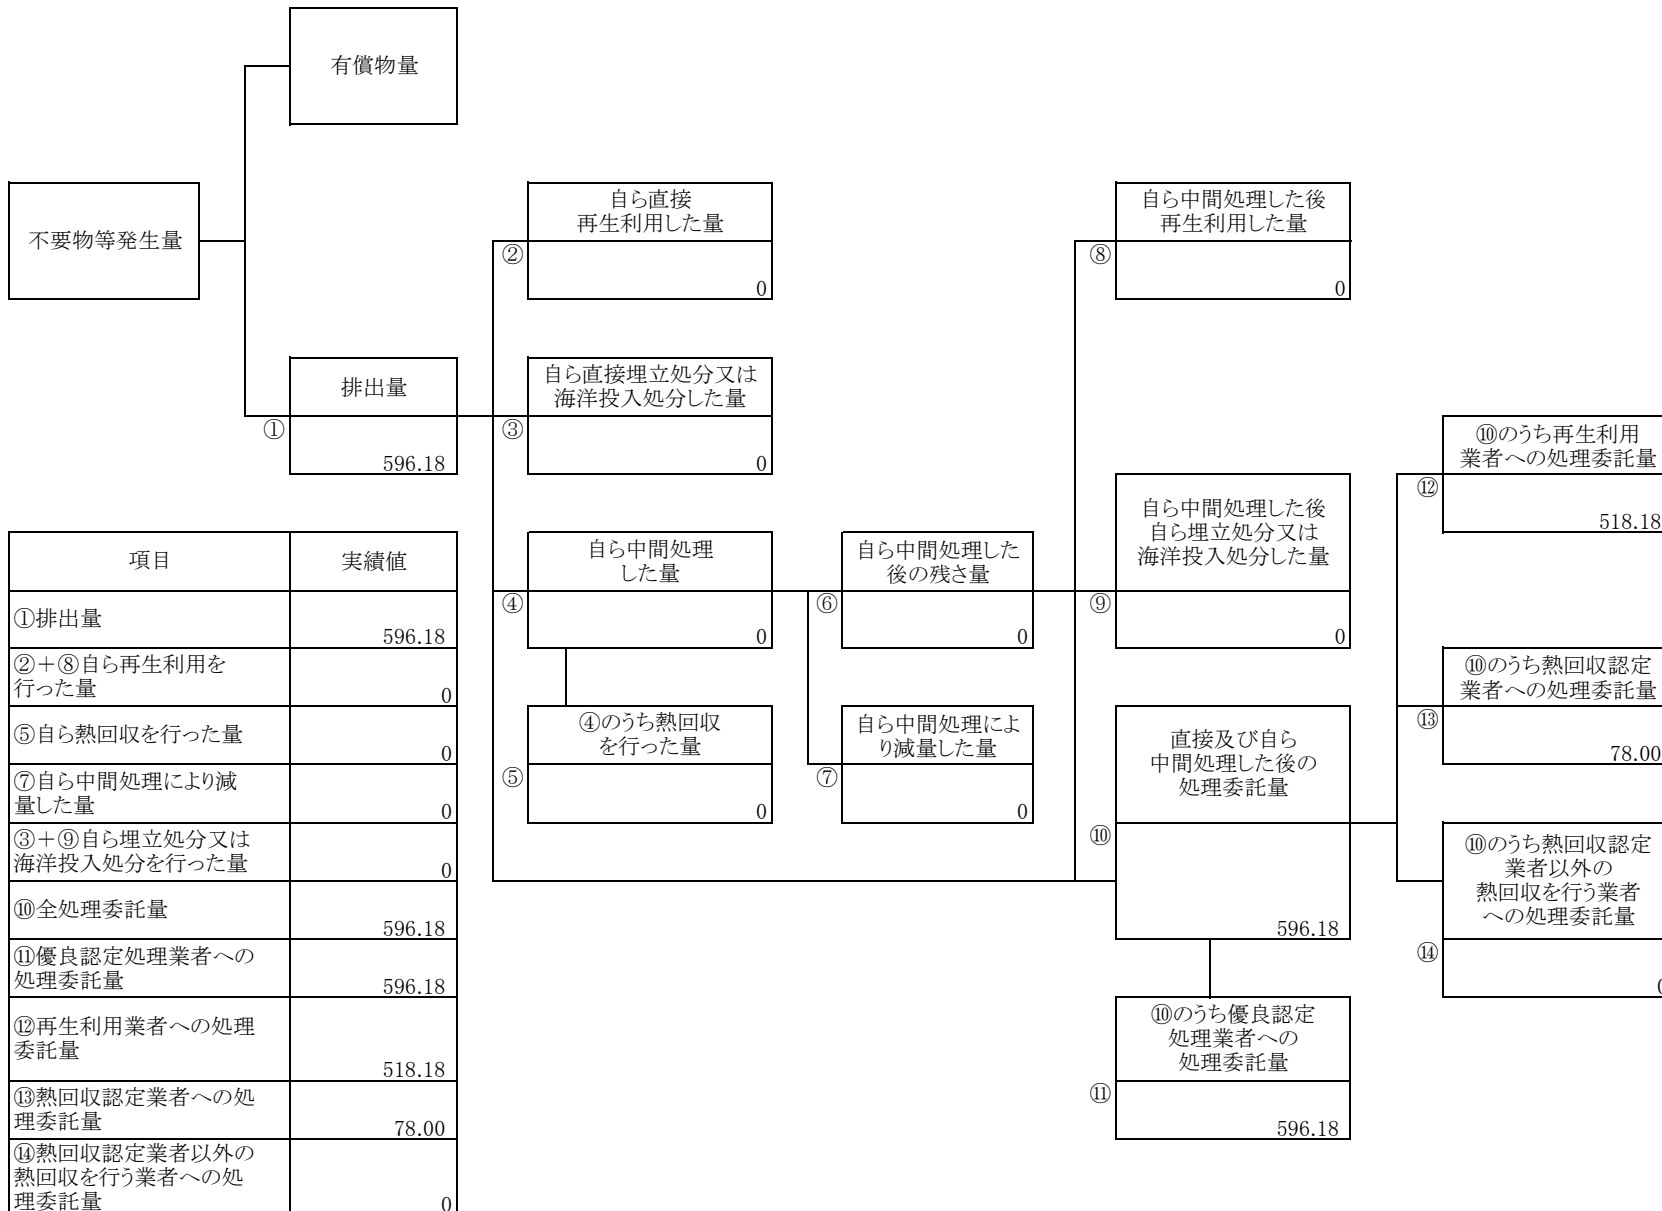 有償物量
不要物等発生量
排出量
①
596.18
自ら直接
再生利用した量
②
0
自ら直接埋立処分又は
海洋投入処分した量
③
0
自ら中間処理
した量
④
0
④のうち熱回収
を行った量
⑤
0
自ら中間処理した
後の残さ量
⑥
0
自ら中間処理によ
り減量した量
⑦
0
自ら中間処理した後
再生利用した量
⑧
0
自ら中間処理した後
自ら埋立処分又は
海洋投入処分した量
⑨
0
直接及び自ら
中間処理した後の
処理委託量
⑩
596.18
⑩のうち優良認定
処理業者への
処理委託量
⑪
596.18
⑩のうち再生利用
業者への処理委託量
⑫
518.18
⑩のうち熱回収認定
業者への処理委託量
⑬
78.00
⑩のうち熱回収認定
業者以外の
熱回収を行う業者
への処理委託量
⑭
0
項目 実績値
①排出量
596.18
②+⑧自ら再生利用を
行った量
0
⑤自ら熱回収を行った量
0
⑦自ら中間処理により減
量した量
0
③+⑨自ら埋立処分又は
海洋投入処分を行った量
0
⑩全処理委託量
596.18
⑪優良認定処理業者への
処理委託量
596.18
⑫再生利用業者への処理
委託量
518.18
⑬熱回収認定業者への処
理委託量
78.00
⑭熱回収認定業者以外の
熱回収を行う業者への処
理委託量
0